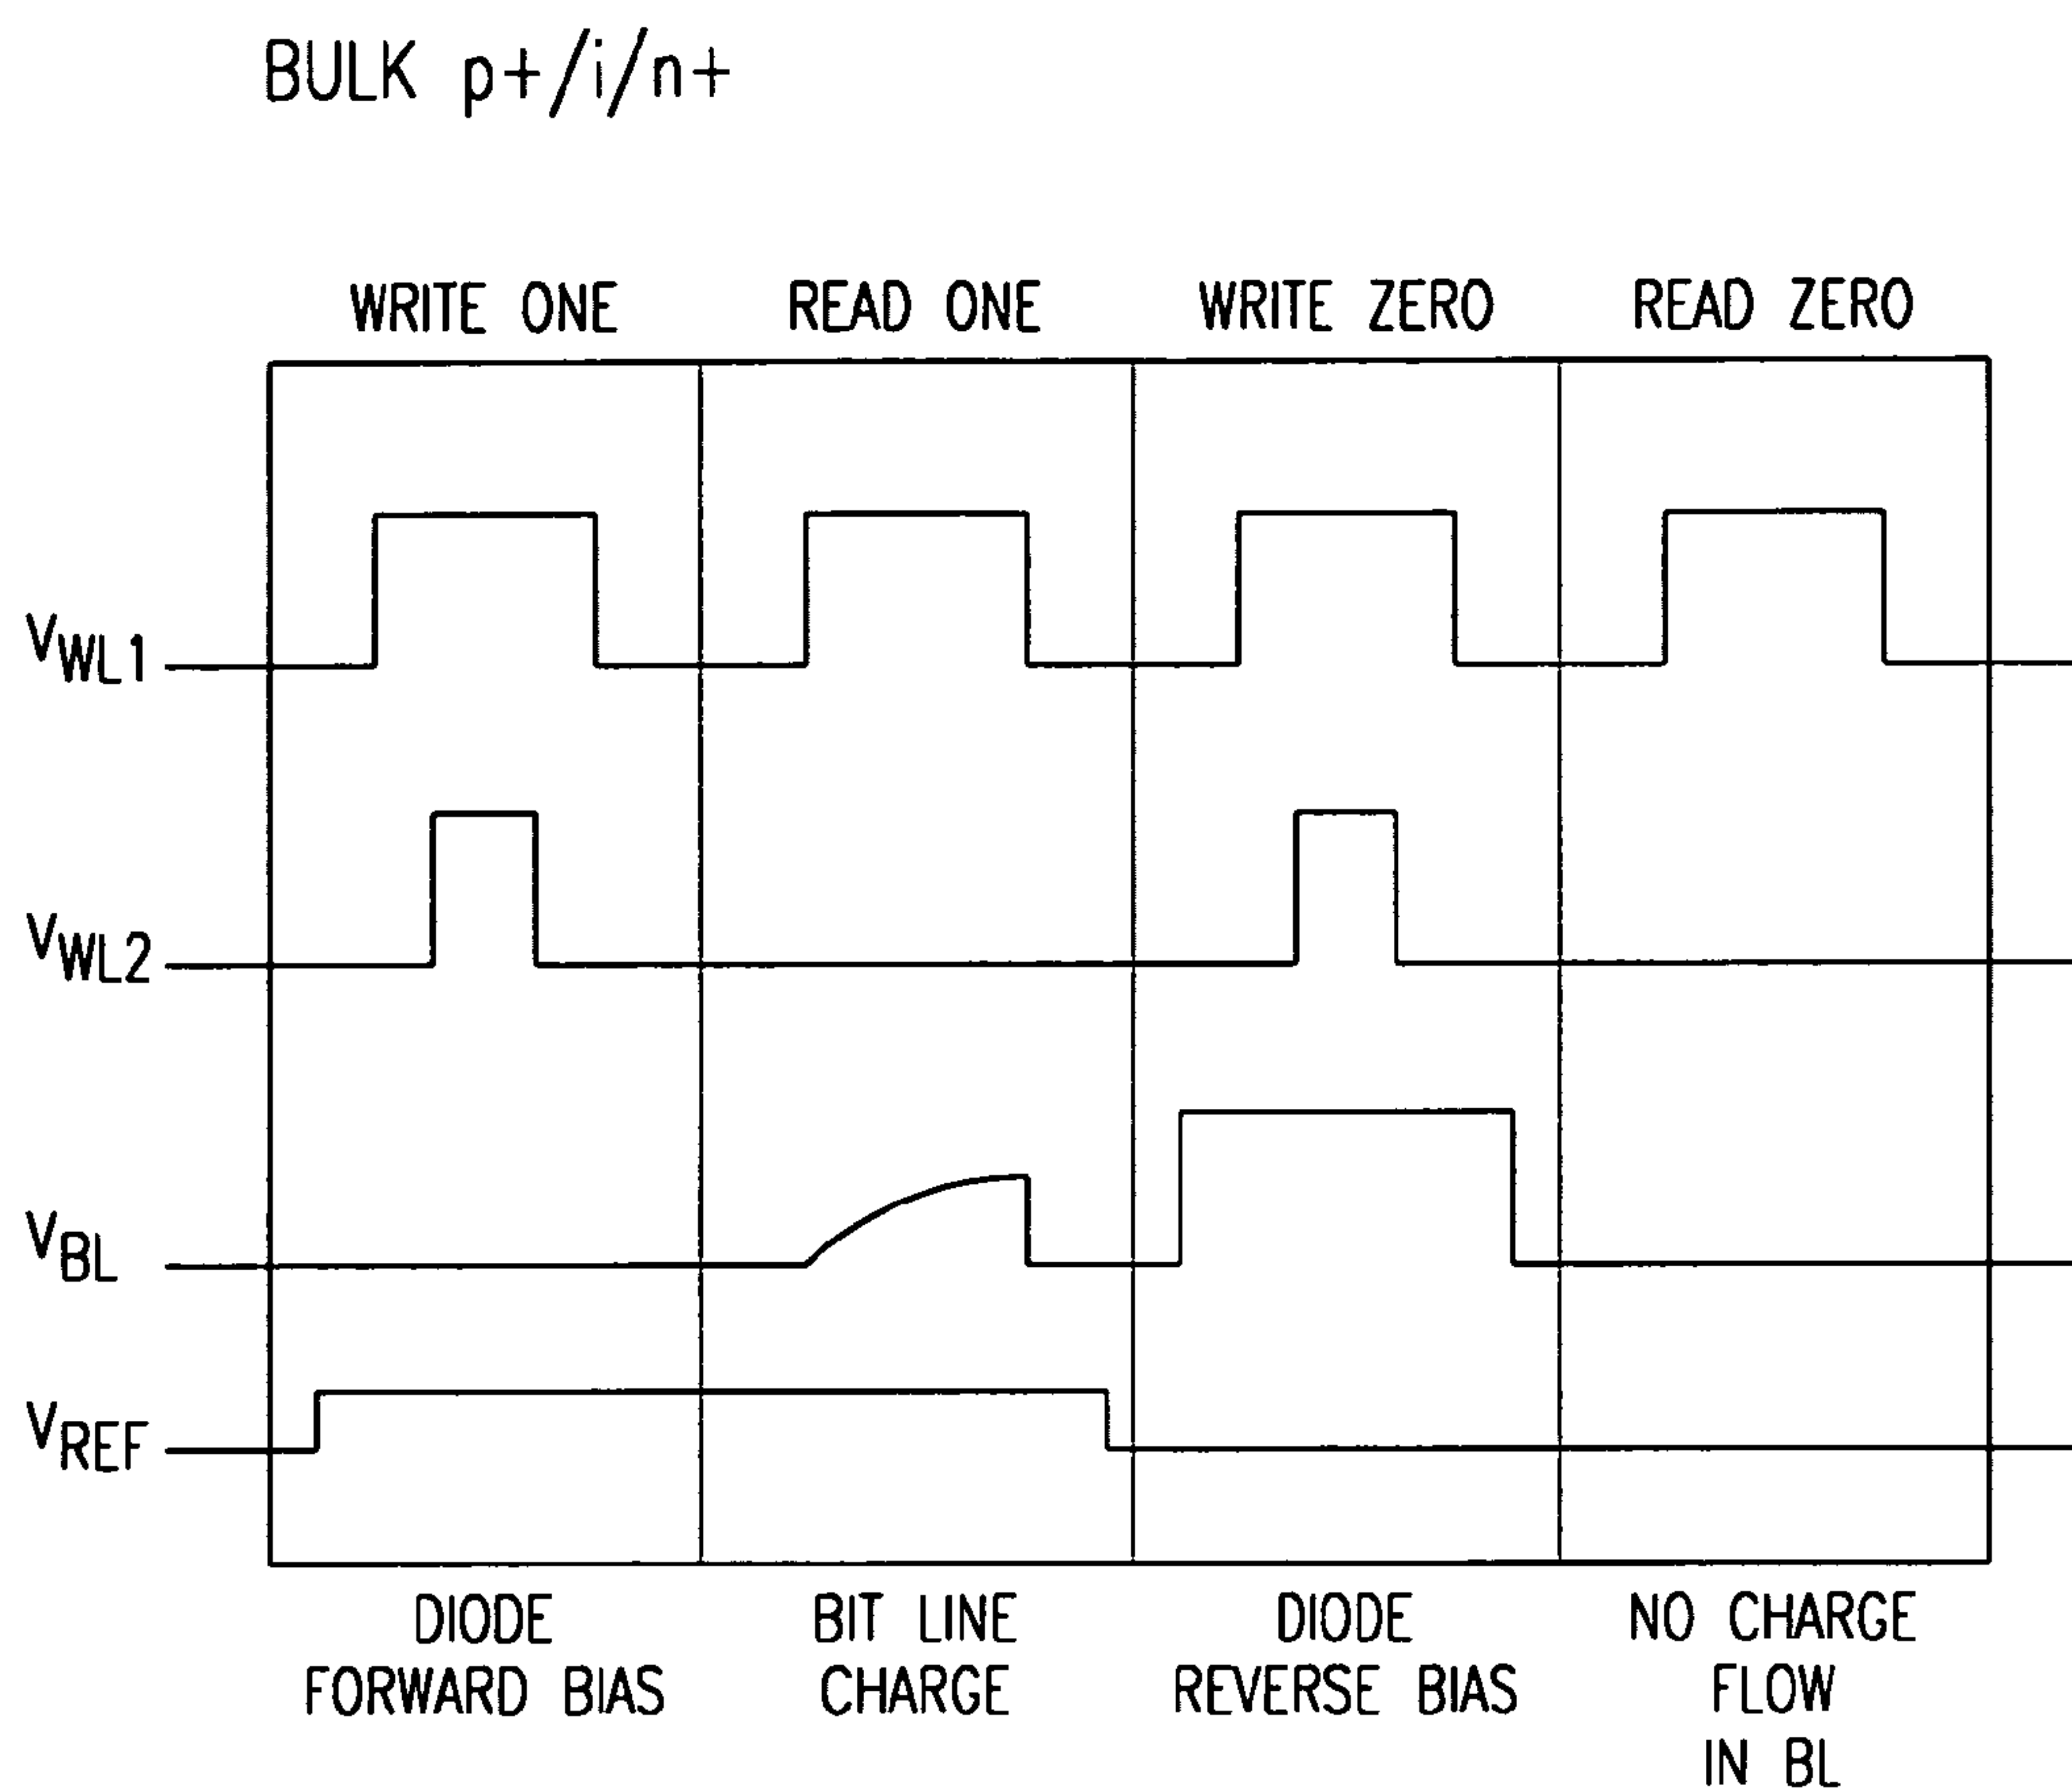 BULK p+/i/n+
WRITE ONE
READ ONE
WRITE ZERO
READ ZERO
VWL1
VWL2
VBL
VREF
DIODE
FORWARD BIAS
BIT LINE
CHARGE
DIODE
REVERSE BIAS
NO CHARGE
FLOW
IN BL